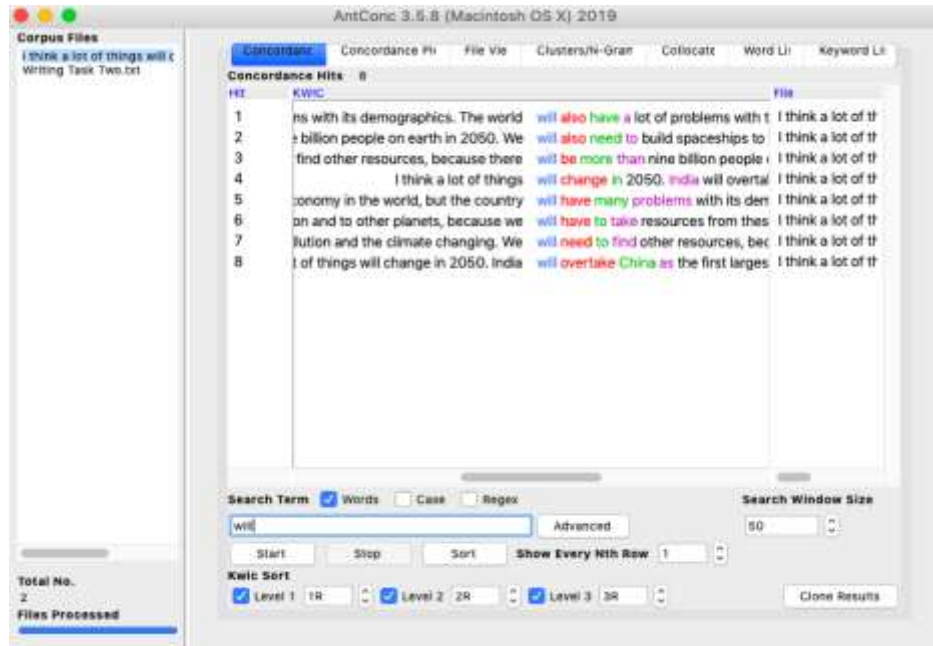 AntConc 3.5.8 (Macintosh OS X) 2019
Corpus Files
I think a lot of things will c
Writing Task Two.txt
Concordanc Concordance Plo File Vie Clusters/N-Gram Collocate Word Li Keyword Li
Concordance Hits 8
Hit KWIC File
1 ns with its demographics. The world will also have a lot of problems with t I think a lot of th
2 billion people on earth in 2050. We will also need to build spaceships to I think a lot of th
3 find other resources, because there will be more than nine billion people I think a lot of th
4 I think a lot of things will change in 2050. India will overtal I think a lot of th
5 conomy in the world, but the country will have many problems with its dem I think a lot of th
6 on and to other planets, because we will have to take resources from thes I think a lot of th
7 llution and the climate changing. We will need to find other resources, bec I think a lot of th
8 t of things will change in 2050. India will overtake China as the first larges I think a lot of th
Search Term Words Case Regex Search Window Size
will Advanced 50
Start Stop Sort Show Every Nth Row 1
Kwic Sort
Level 1 1R Level 2 2R Level 3 3R Clone Results
Total No.
2
Files Processed